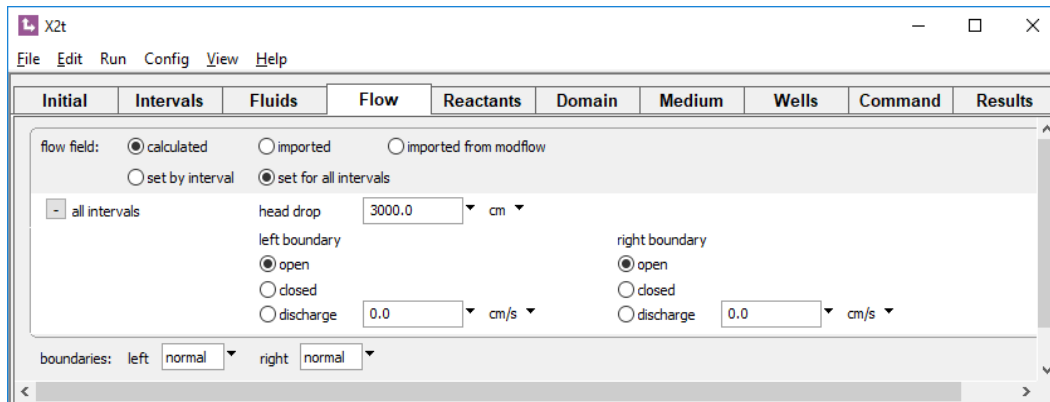 X2t
File Edit Run Config View Help
Initial Intervals Fluids Flow Reactants Domain Medium Wells Command Results
flow field: calculated imported imported from modflow
set by interval set for all intervals
- all intervals head drop 3000.0 cm
left boundary right boundary
open open
closed closed
discharge 0.0 cm/s discharge 0.0 cm/s
boundaries: left normal right normal